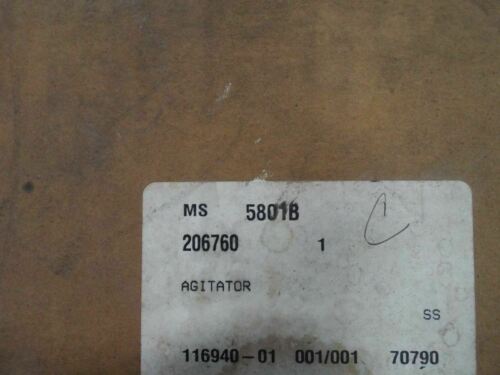 MS 5801B
206760 1 C
AGITATOR
SS
116940-01 001/001 70790